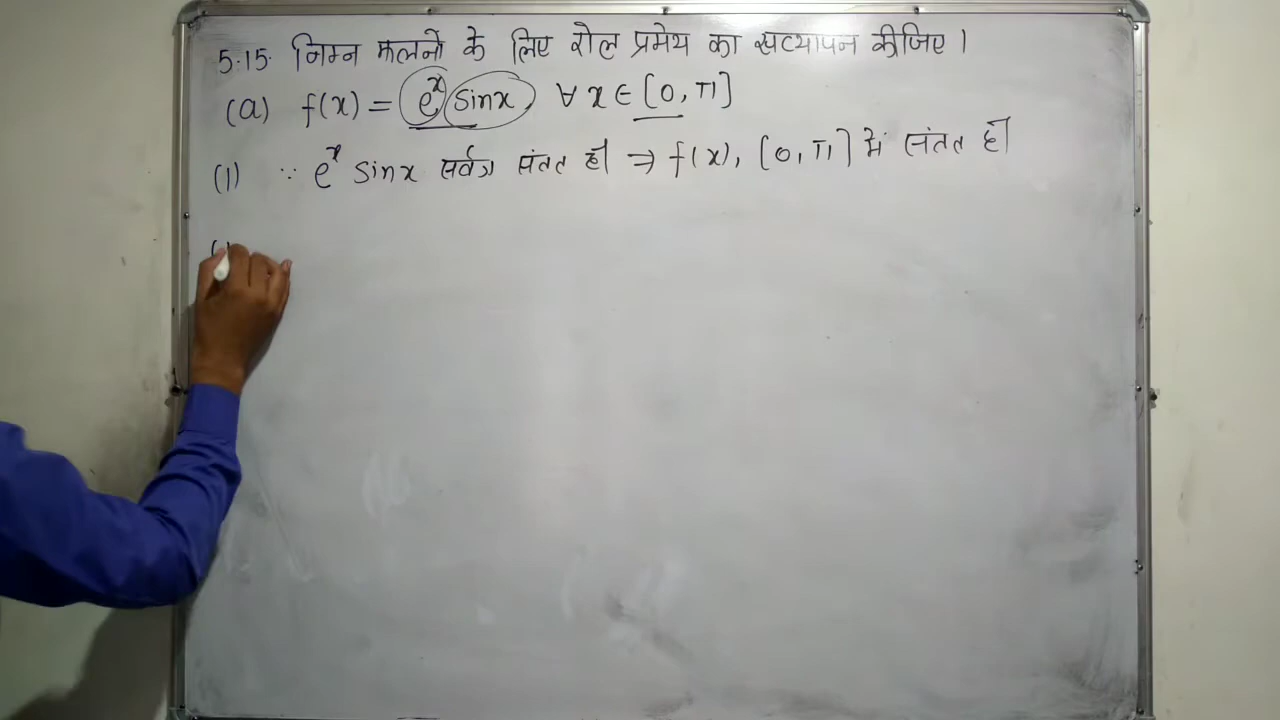 5.15. निम्न फलनों के लिए रोल प्रमेय का सत्यापन कीजिए।
(a) f(x) = e^x sinx ∀ x ∈ [0, π]
(1) ∵ e^x sinx सर्वत्र संतत है ⇒ f(x), [0, π] में संतत है